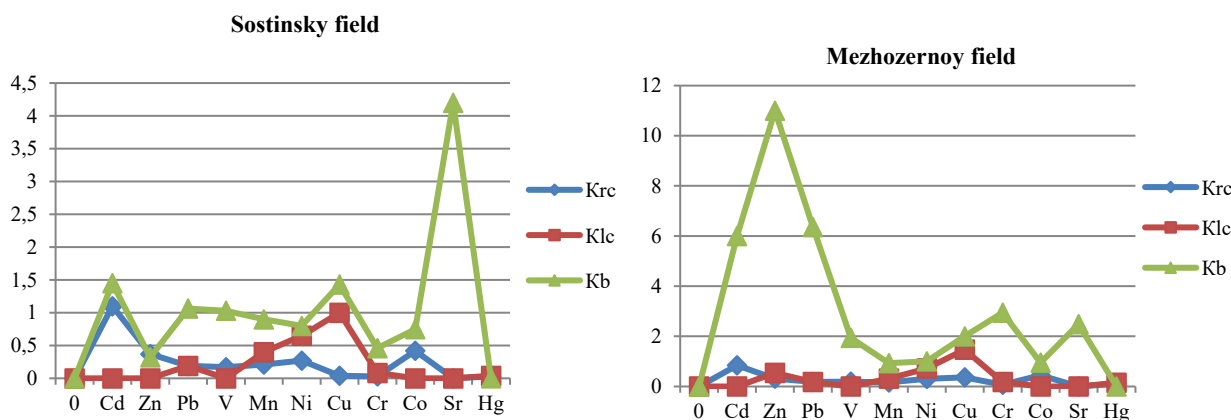 Sostinsky field
4,5
4
3,5
3
2,5
2
1,5
1
0,5
0
0 Cd Zn Pb V Mn Ni Cu Cr Co Sr Hg
Krc
Klc
Kb
Mezhozernoy field
12
10
8
6
4
2
0
0 Cd Zn Pb V Mn Ni Cu Cr Co Sr Hg
Krc
Klc
Kb